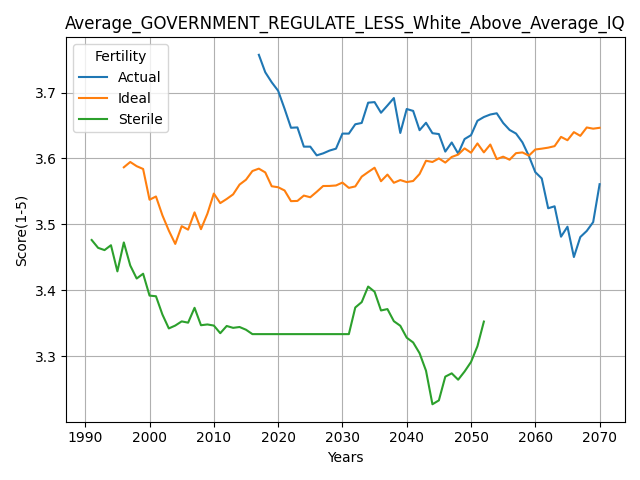 Average_GOVERNMENT_REGULATE_LESS_White_Above_Average_IQ
Fertility
Actual
Ideal
Sterile
Score(1-5)
3.7
3.6
3.5
3.4
3.3
1990 2000 2010 2020 2030 2040 2050 2060 2070
Years